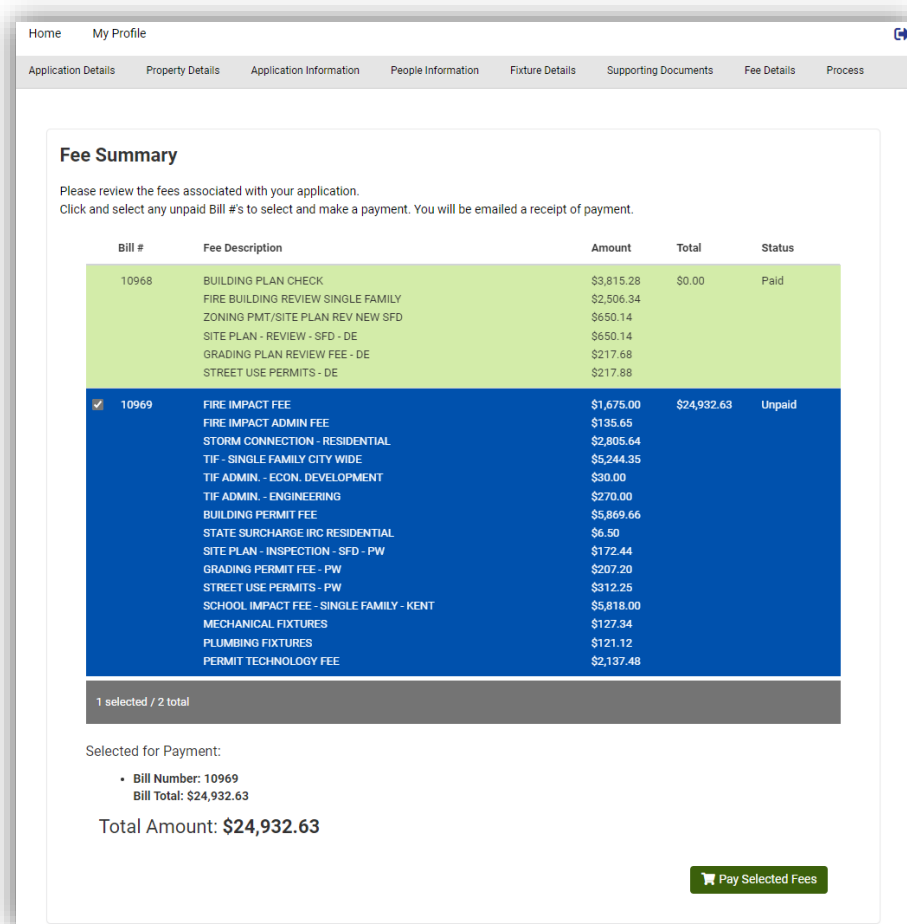 Home My Profile
Application Details Property Details Application Information People Information Fixture Details Supporting Documents Fee Details Process
Fee Summary
Please review the fees associated with your application.
Click and select any unpaid Bill #'s to select and make a payment. You will be emailed a receipt of payment.
Bill # Fee Description Amount Total Status
10968 BUILDING PLAN CHECK $3,815.28 $0.00 Paid
FIRE BUILDING REVIEW SINGLE FAMILY $2,506.34
ZONING PMT/SITE PLAN REV NEW SFD $650.14
SITE PLAN - REVIEW - SFD - DE $650.14
GRADING PLAN REVIEW FEE - DE $217.68
STREET USE PERMITS - DE $217.88
10969 FIRE IMPACT FEE $1,675.00 $24,932.63 Unpaid
FIRE IMPACT ADMIN FEE $135.65
STORM CONNECTION - RESIDENTIAL $2,805.64
TIF - SINGLE FAMILY CITY WIDE $5,244.35
TIF ADMIN. - ECON. DEVELOPMENT $30.00
TIF ADMIN. - ENGINEERING $270.00
BUILDING PERMIT FEE $5,869.66
STATE SURCHARGE IRC RESIDENTIAL $6.50
SITE PLAN - INSPECTION - SFD - PW $172.44
GRADING PERMIT FEE - PW $207.20
STREET USE PERMITS - PW $312.25
SCHOOL IMPACT FEE - SINGLE FAMILY - KENT $5,818.00
MECHANICAL FIXTURES $127.34
PLUMBING FIXTURES $121.12
PERMIT TECHNOLOGY FEE $2,137.48
1 selected / 2 total
Selected for Payment:
• Bill Number: 10969
Bill Total: $24,932.63
Total Amount: $24,932.63
Pay Selected Fees